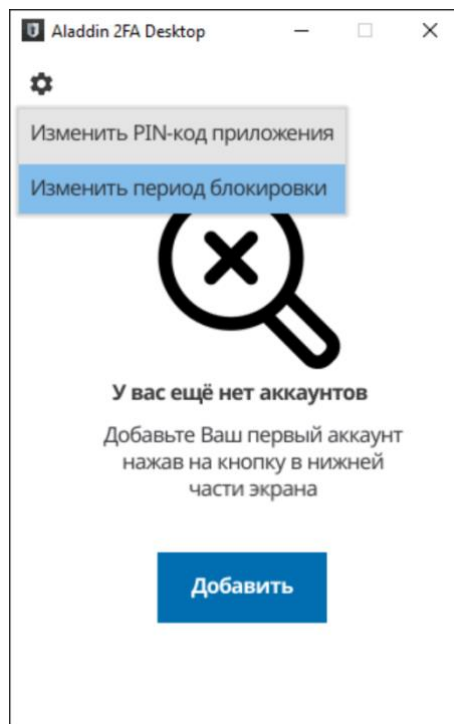 Aladdin 2FA Desktop
Изменить PIN-код приложения
Изменить период блокировки
У вас ещё нет аккаунтов
Добавьте Ваш первый аккаунт
нажав на кнопку в нижней
части экрана
Добавить